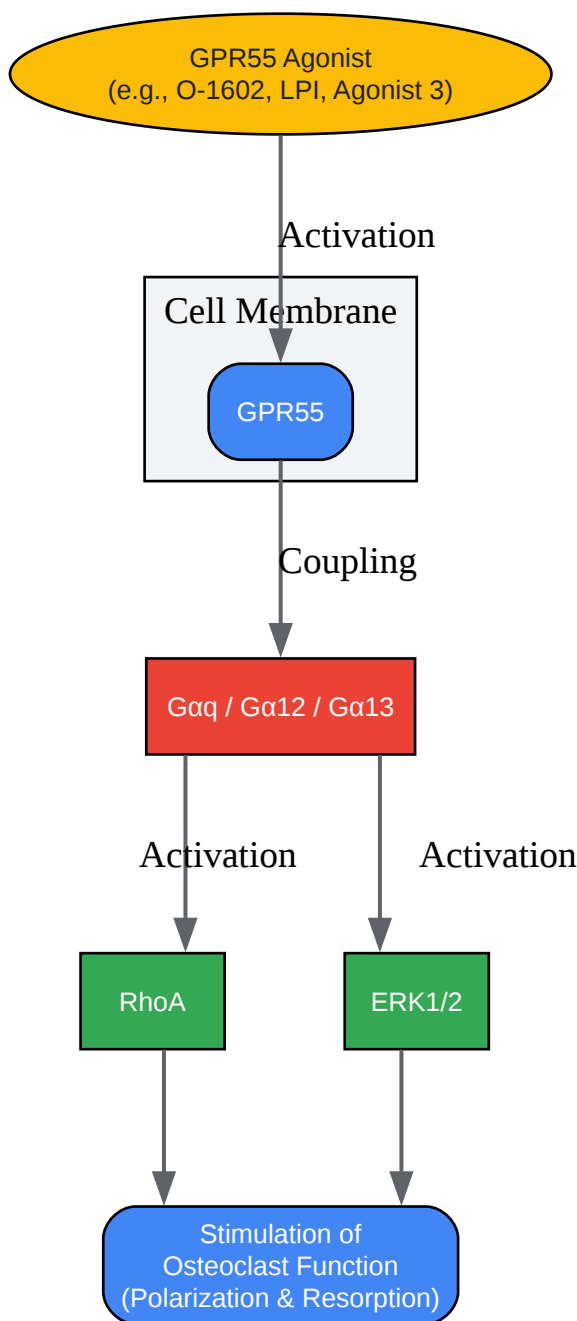 GPR55 Agonist
(e.g., O-1602, LPI, Agonist 3)
Activation
Cell Membrane
GPR55
Coupling
Gαq / Gα12 / Gα13
Activation
Activation
RhoA
ERK1/2
Stimulation of
Osteoclast Function
(Polarization & Resorption)